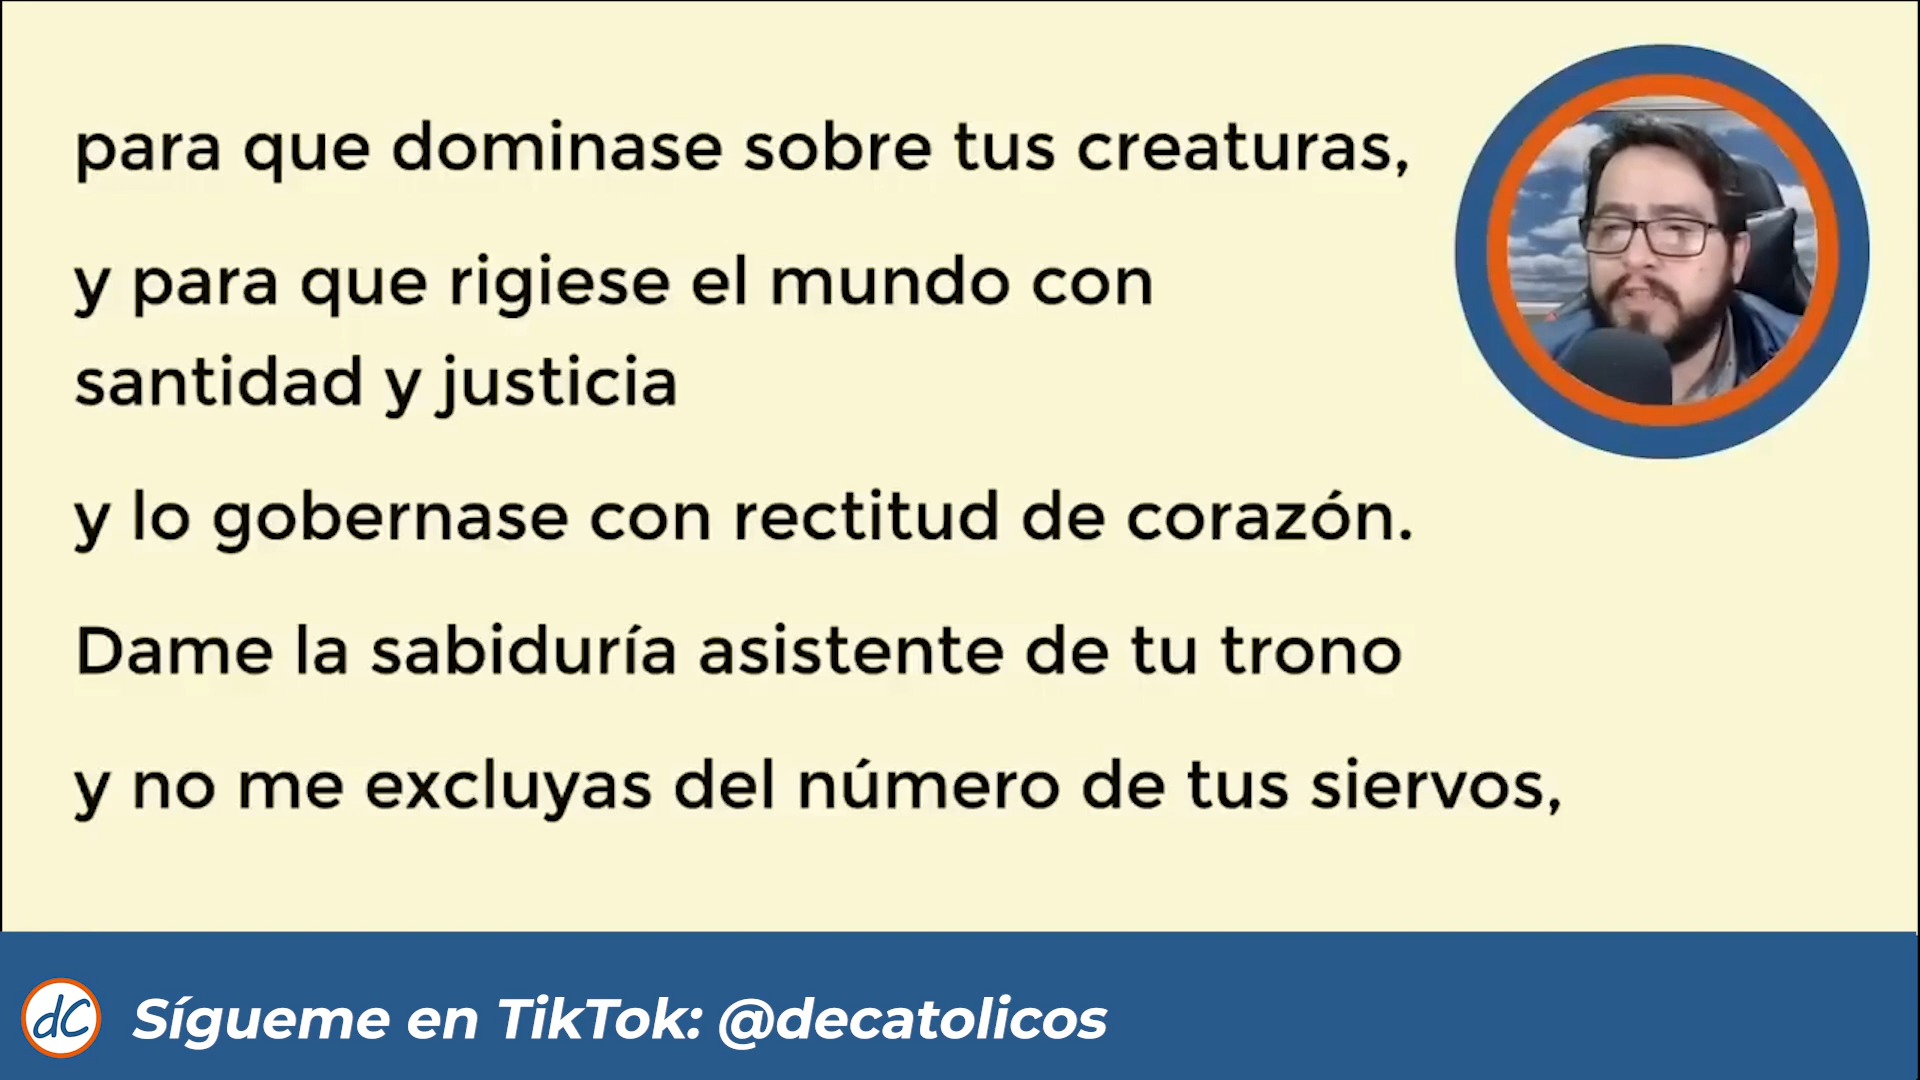 para que dominase sobre tus creaturas,
y para que rigiese el mundo con
santidad y justicia
y lo gobernase con rectitud de corazón.
Dame la sabiduría asistente de tu trono
y no me excluyas del número de tus siervos,
dC Sígueme en TikTok: @decatolicos